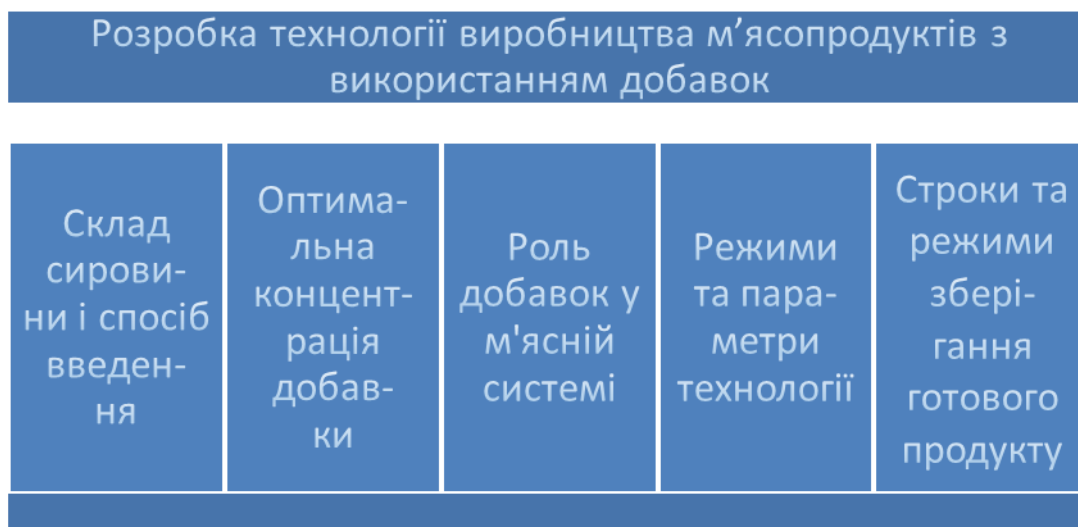 Розробка технології виробництва м’ясопродуктів з
використанням добавок
Склад
сирови-
ни і спосіб
введен-
ня
Оптима-
льна
концент-
рація
добав-
ки
Роль
добавок у
м'ясній
системі
Режими
та пара-
метри
технології
Строки та
режими
збері-
гання
готового
продукту